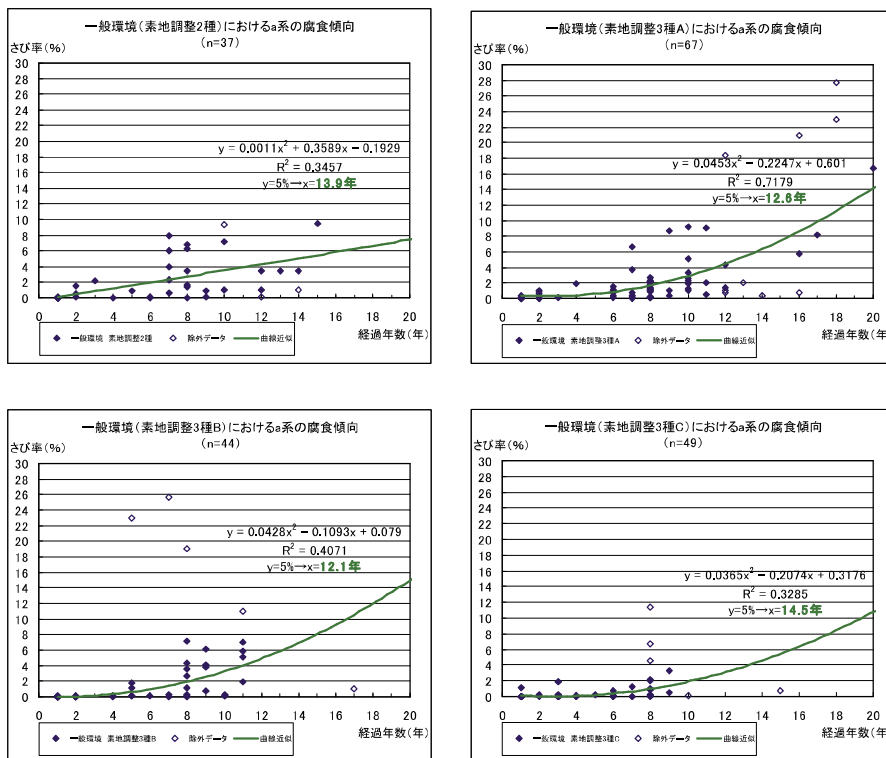 一般環境(素地調整2種)におけるa系の腐食傾向
(n=37)
さび率(%)
30
28
26
24
22
20
18
16
14
12
10
8
6
4
2
0
y = 0.0011x² + 0.3589x − 0.1929
R² = 0.3457
y=5%→x=13.9年
0 2 4 6 8 10 12 14 16 18 20
経過年数(年)
一般環境 素地調整2種 除外データ 曲線近似
一般環境(素地調整3種A)におけるa系の腐食傾向
(n=67)
さび率(%)
30
28
26
24
22
20
18
16
14
12
10
8
6
4
2
0
y = 0.0453x² − 0.2247x + 0.601
R² = 0.7179
y=5%→x=12.6年
0 2 4 6 8 10 12 14 16 18 20
経過年数(年)
一般環境 素地調整3種A 除外データ 曲線近似
一般環境(素地調整3種B)におけるa系の腐食傾向
(n=44)
さび率(%)
30
28
26
24
22
20
18
16
14
12
10
8
6
4
2
0
y = 0.0428x² − 0.1093x + 0.079
R² = 0.4071
y=5%→x=12.1年
0 2 4 6 8 10 12 14 16 18 20
経過年数(年)
一般環境 素地調整3種B 除外データ 曲線近似
一般環境(素地調整3種C)におけるa系の腐食傾向
(n=49)
さび率(%)
30
28
26
24
22
20
18
16
14
12
10
8
6
4
2
0
y = 0.0365x² − 0.2074x + 0.3176
R² = 0.3285
y=5%→x=14.5年
0 2 4 6 8 10 12 14 16 18 20
経過年数(年)
一般環境 素地調整3種C 除外データ 曲線近似